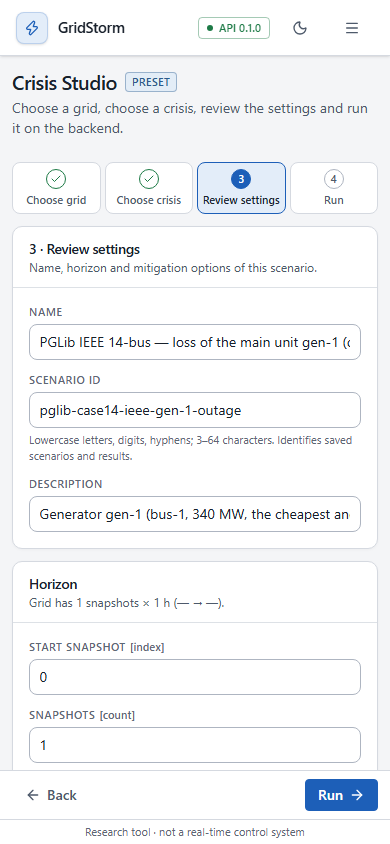 GridStorm
API 0.1.0
Crisis Studio PRESET
Choose a grid, choose a crisis, review the settings and run
it on the backend.
Choose grid
Choose crisis
3
Review settings
4
Run
3 · Review settings
Name, horizon and mitigation options of this scenario.
NAME
PGLib IEEE 14-bus — loss of the main unit gen-1 (
SCENARIO ID
pglib-case14-ieee-gen-1-outage
Lowercase letters, digits, hyphens; 3–64 characters. Identifies saved
scenarios and results.
DESCRIPTION
Generator gen-1 (bus-1, 340 MW, the cheapest an
Horizon
Grid has 1 snapshots × 1 h (— → —).
START SNAPSHOT [index]
0
SNAPSHOTS [count]
1
← Back
Run →
Research tool · not a real-time control system